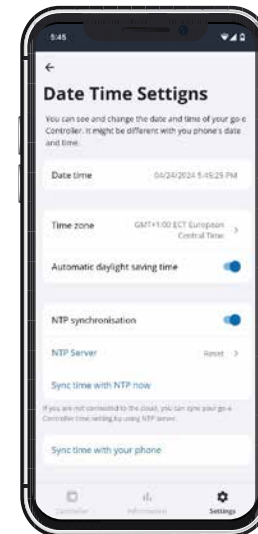 5:45
Date Time Settigns
You can see and change the date and time of your go-e
Controller. It might be different with you phone's date
and time.
Date time 04/24/2024 5:45:25 PM
Time zone GMT+1:00 ECT European
Central Time
Automatic daylight saving time
NTP synchronisation
NTP Server Reset
Sync time with NTP now
If you are not connected to the cloud, you can sync your go-e
Controller time setting by using NTP server.
Sync time with your phone
Controller Information Settings